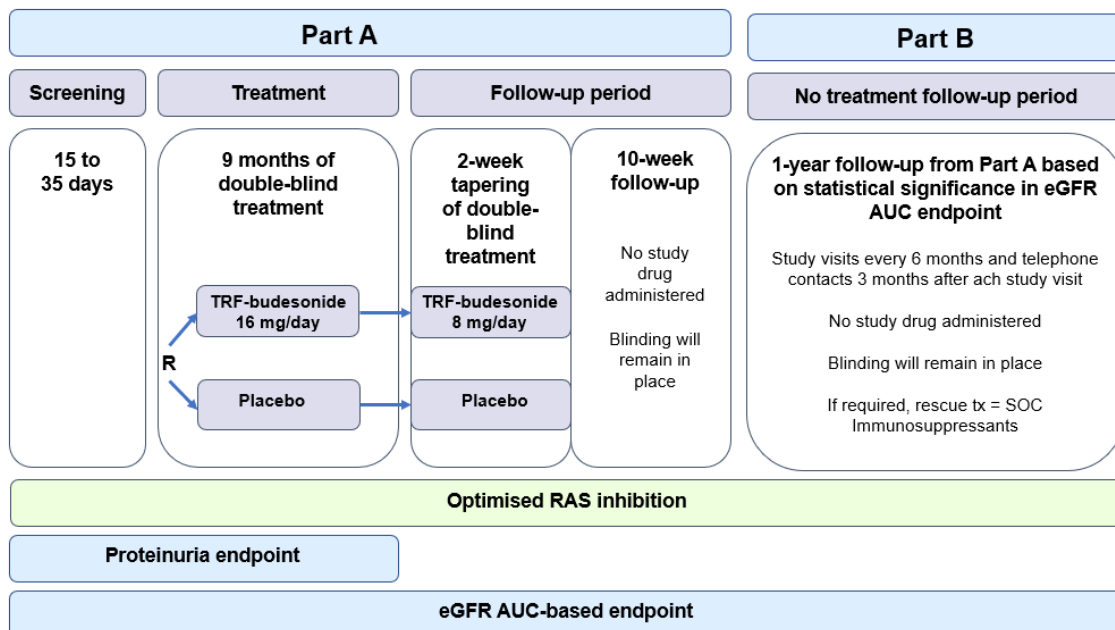 Part A
Part B
Screening
Treatment
Follow-up period
No treatment follow-up period
15 to
35 days
9 months of
double-blind
treatment
2-week
tapering
of double-
blind
treatment
10-week
follow-up
1-year follow-up from Part A based
on statistical significance in eGFR
AUC endpoint
No study
drug
administered
Blinding will
remain in
place
Study visits every 6 months and telephone
contacts 3 months after ach study visit
No study drug administered
Blinding will remain in place
If required, rescue tx = SOC
Immunosuppressants
R
TRF-budesonide
16 mg/day
TRF-budesonide
8 mg/day
Placebo
Placebo
Optimised RAS inhibition
Proteinuria endpoint
eGFR AUC-based endpoint